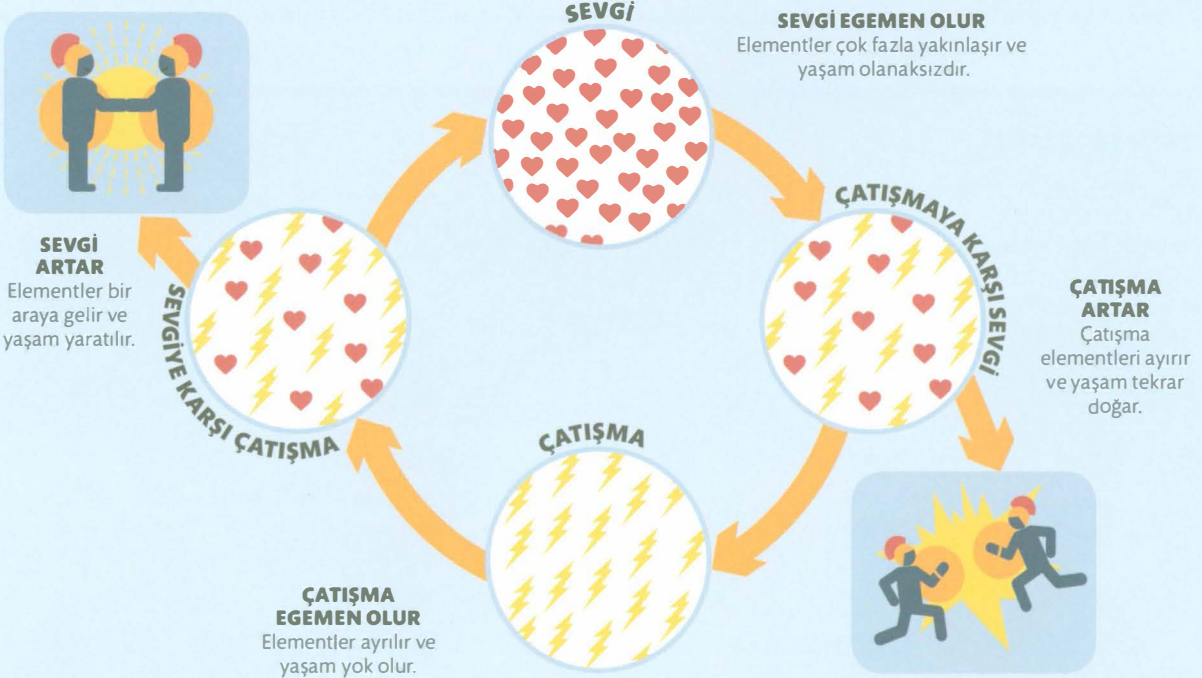 SEVGİ
SEVGİ EGEMEN OLUR
Elementler çok fazla yakınlaşır ve
yaşam olanaksızdır.
ÇATIŞMAYA KARŞI SEVGİ
ÇATIŞMA
ARTAR
Çatışma
elementleri ayırır
ve yaşam tekrar
doğar.
ÇATIŞMA
ÇATIŞMA
EGEMEN OLUR
Elementler ayrılır ve
yaşam yok olur.
SEVGİYE KARŞI ÇATIŞMA
SEVGİ
ARTAR
Elementler bir
araya gelir ve
yaşam yaratılır.